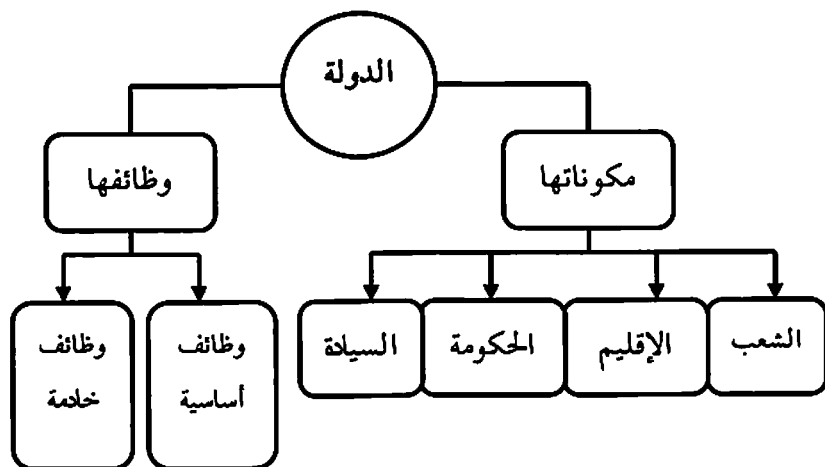 الدولة
مكوناتها
وظائفها
الشعب
الإقليم
الحكومة
السيادة
وظائف
أساسية
وظائف
خادمة